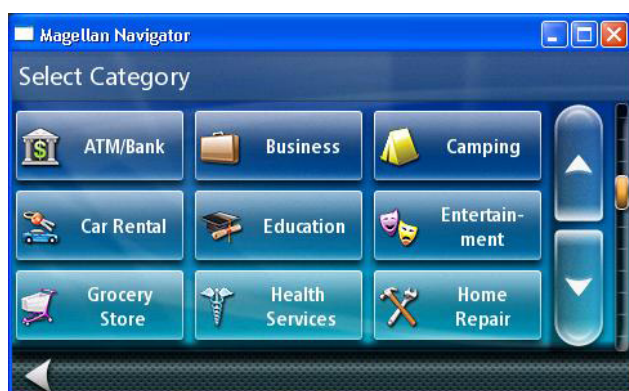 Magellan Navigator
Select Category
ATM/Bank
Business
Camping
Car Rental
Education
Entertain-
ment
Grocery
Store
Health
Services
Home
Repair